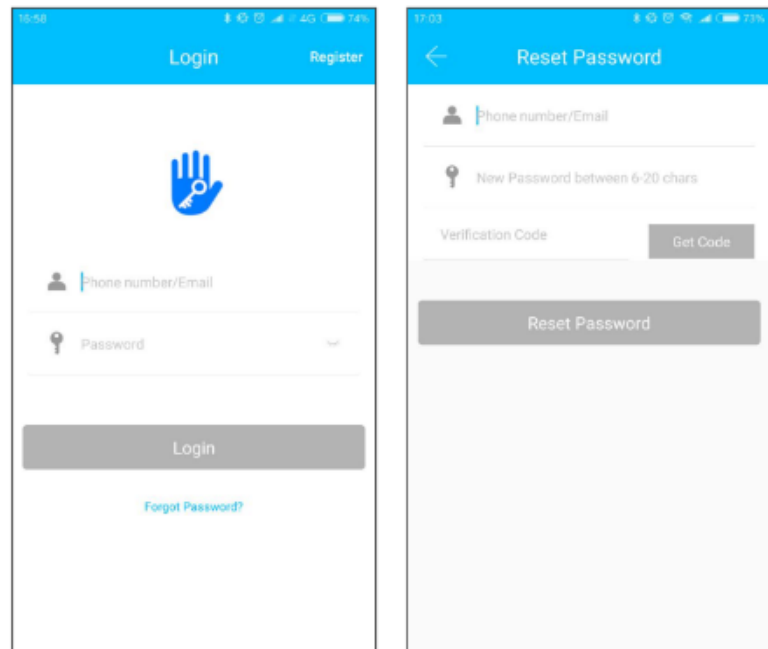 16:58
4G 74%
Login
Register
Phone number/Email
Password
Login
Forgot Password?
17:03
73%
Reset Password
Phone number/Email
New Password between 6-20 chars
Verification Code
Get Code
Reset Password